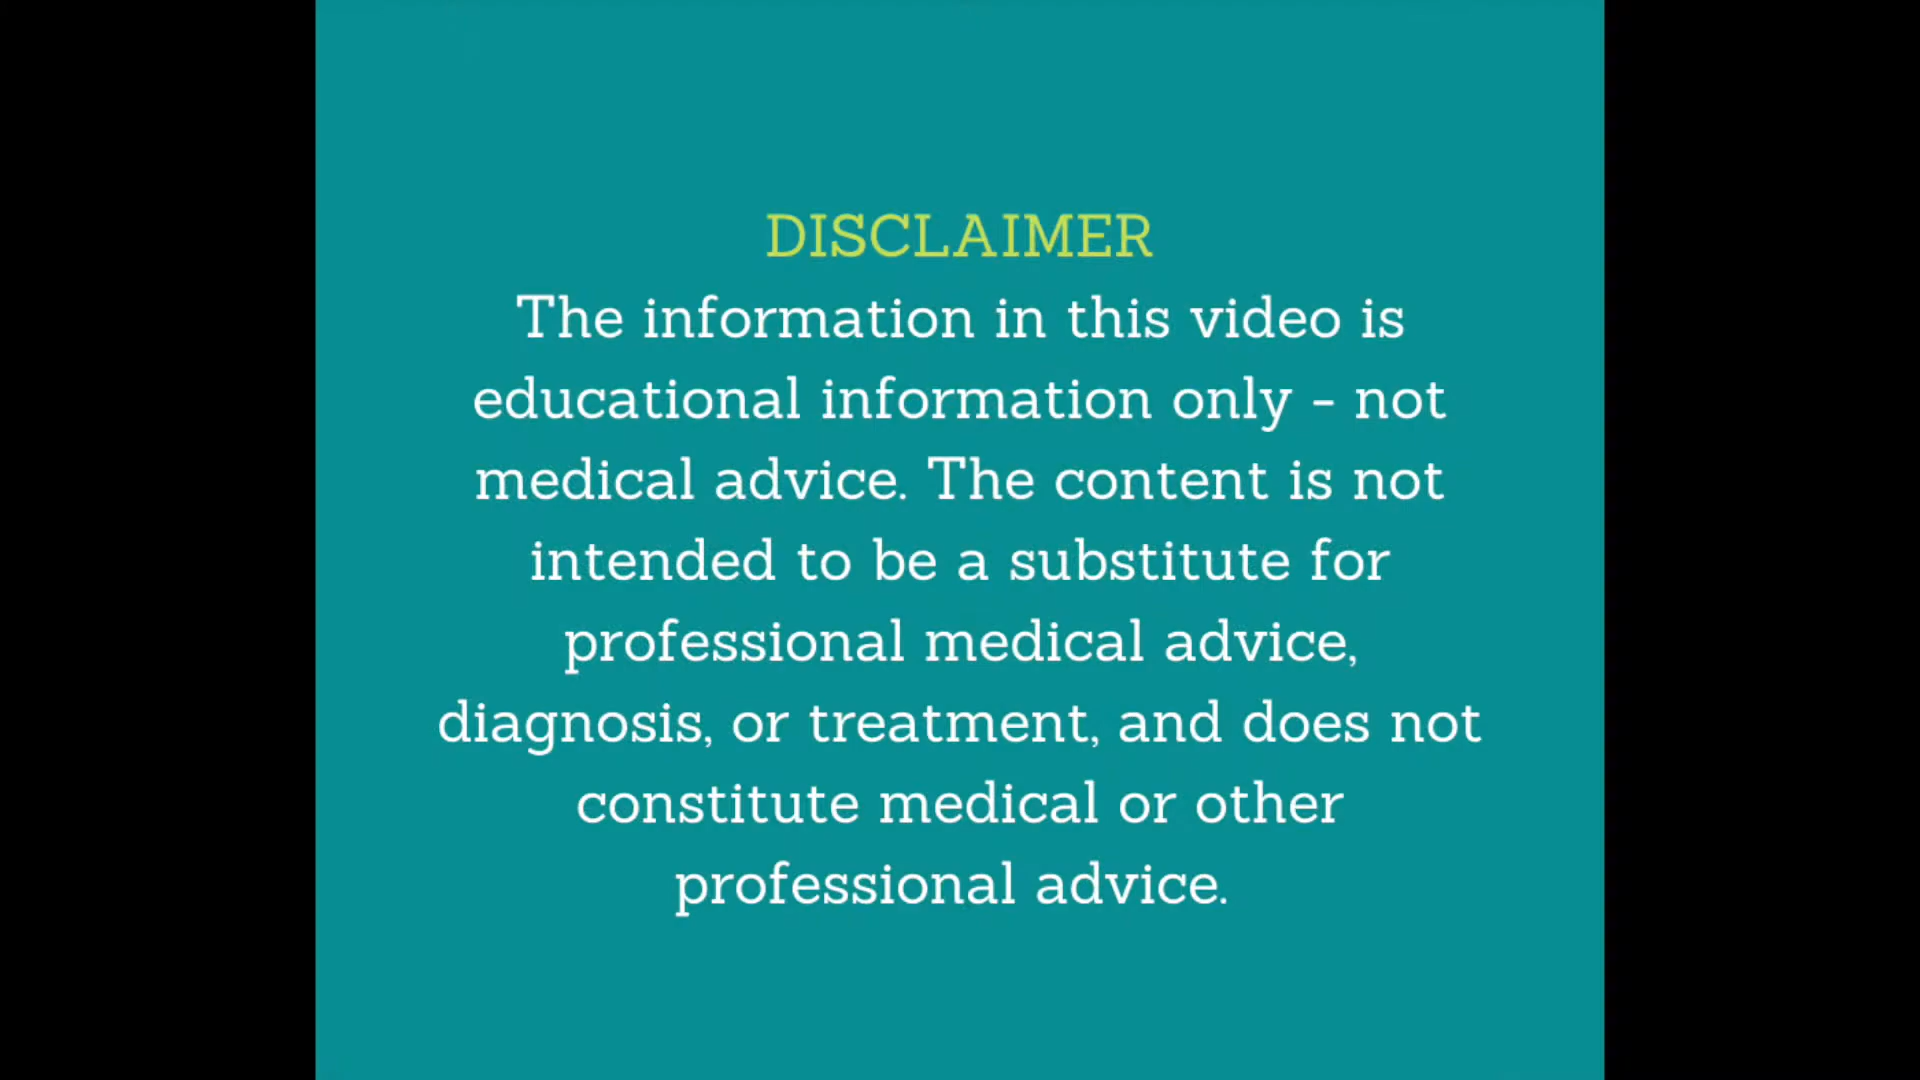 DISCLAIMER
The information in this video is
educational information only - not
medical advice. The content is not
intended to be a substitute for
professional medical advice,
diagnosis, or treatment, and does not
constitute medical or other
professional advice.